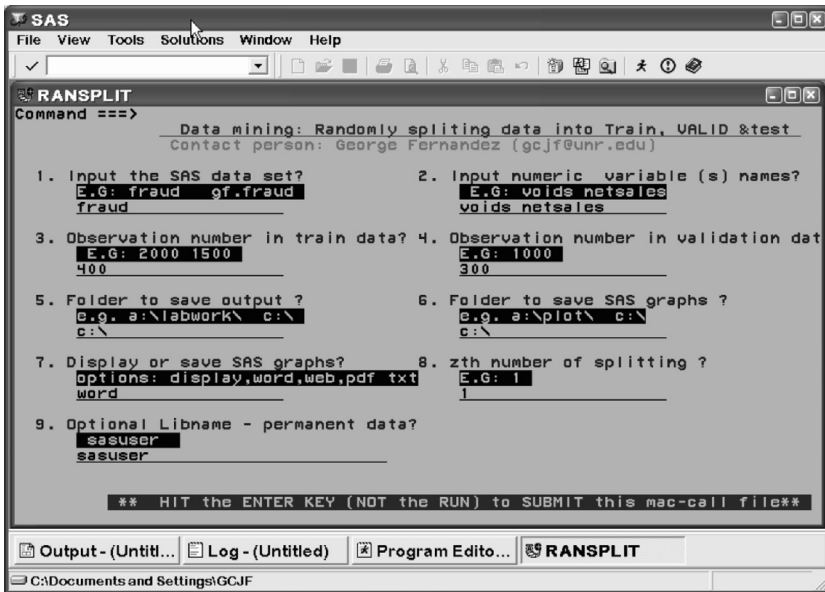 SAS
File View Tools Solutions Window Help
RANSPLIT
Command ===>
Data mining: Randomly spliting data into Train, VALID &test
Contact person: George Fernandez (gcjf@unr.edu)
1. Input the SAS data set?
E.G: fraud gf.fraud
fraud
2. Input numeric variable (s) names?
E.G: voids netsales
voids netsales
3. Observation number in train data?
E.G: 2000 1500
400
4. Observation number in validation dat
E.G: 1000
300
5. Folder to save output ?
e.g. a:\labwork\ c:\
c:\
6. Folder to save SAS graphs ?
e.g. a:\plot\ c:\
c:\
7. Display or save SAS graphs?
options: display,word,web,pdf txt
word
8. zth number of splitting ?
E.G: 1
1
9. Optional Libname - permanent data?
sasuser
sasuser
** HIT the ENTER KEY (NOT the RUN) to SUBMIT this mac-call file**
Output - (Untitl... Log - (Untitled) Program Edito... RANSPLIT
C:\Documents and Settings\GCJF